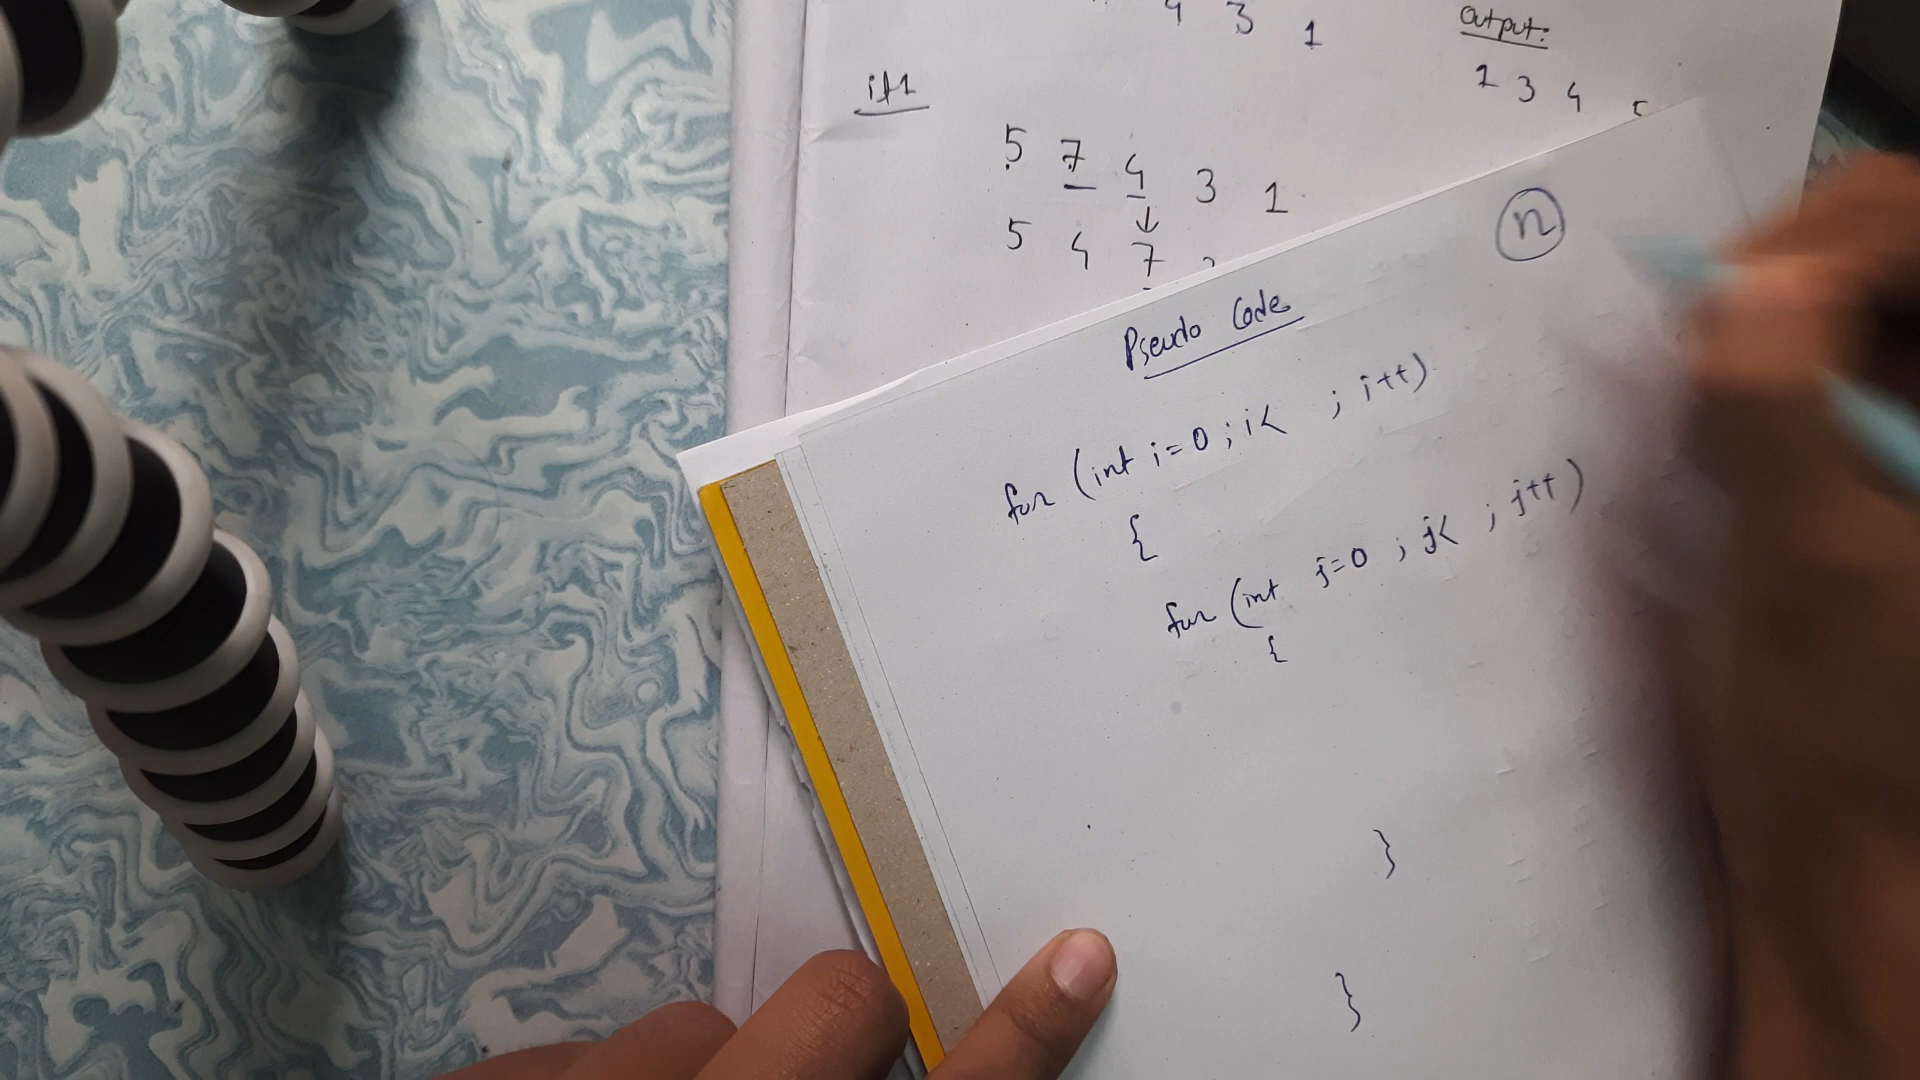 4 3 1
Output:
1 3 4 5
it1
5 7 4 3 1
5 4 7
n
Pseudo Code
for (int i=0 ; i< ; i++)
{
for (int j=0 ; j< ; j++)
{
}
}